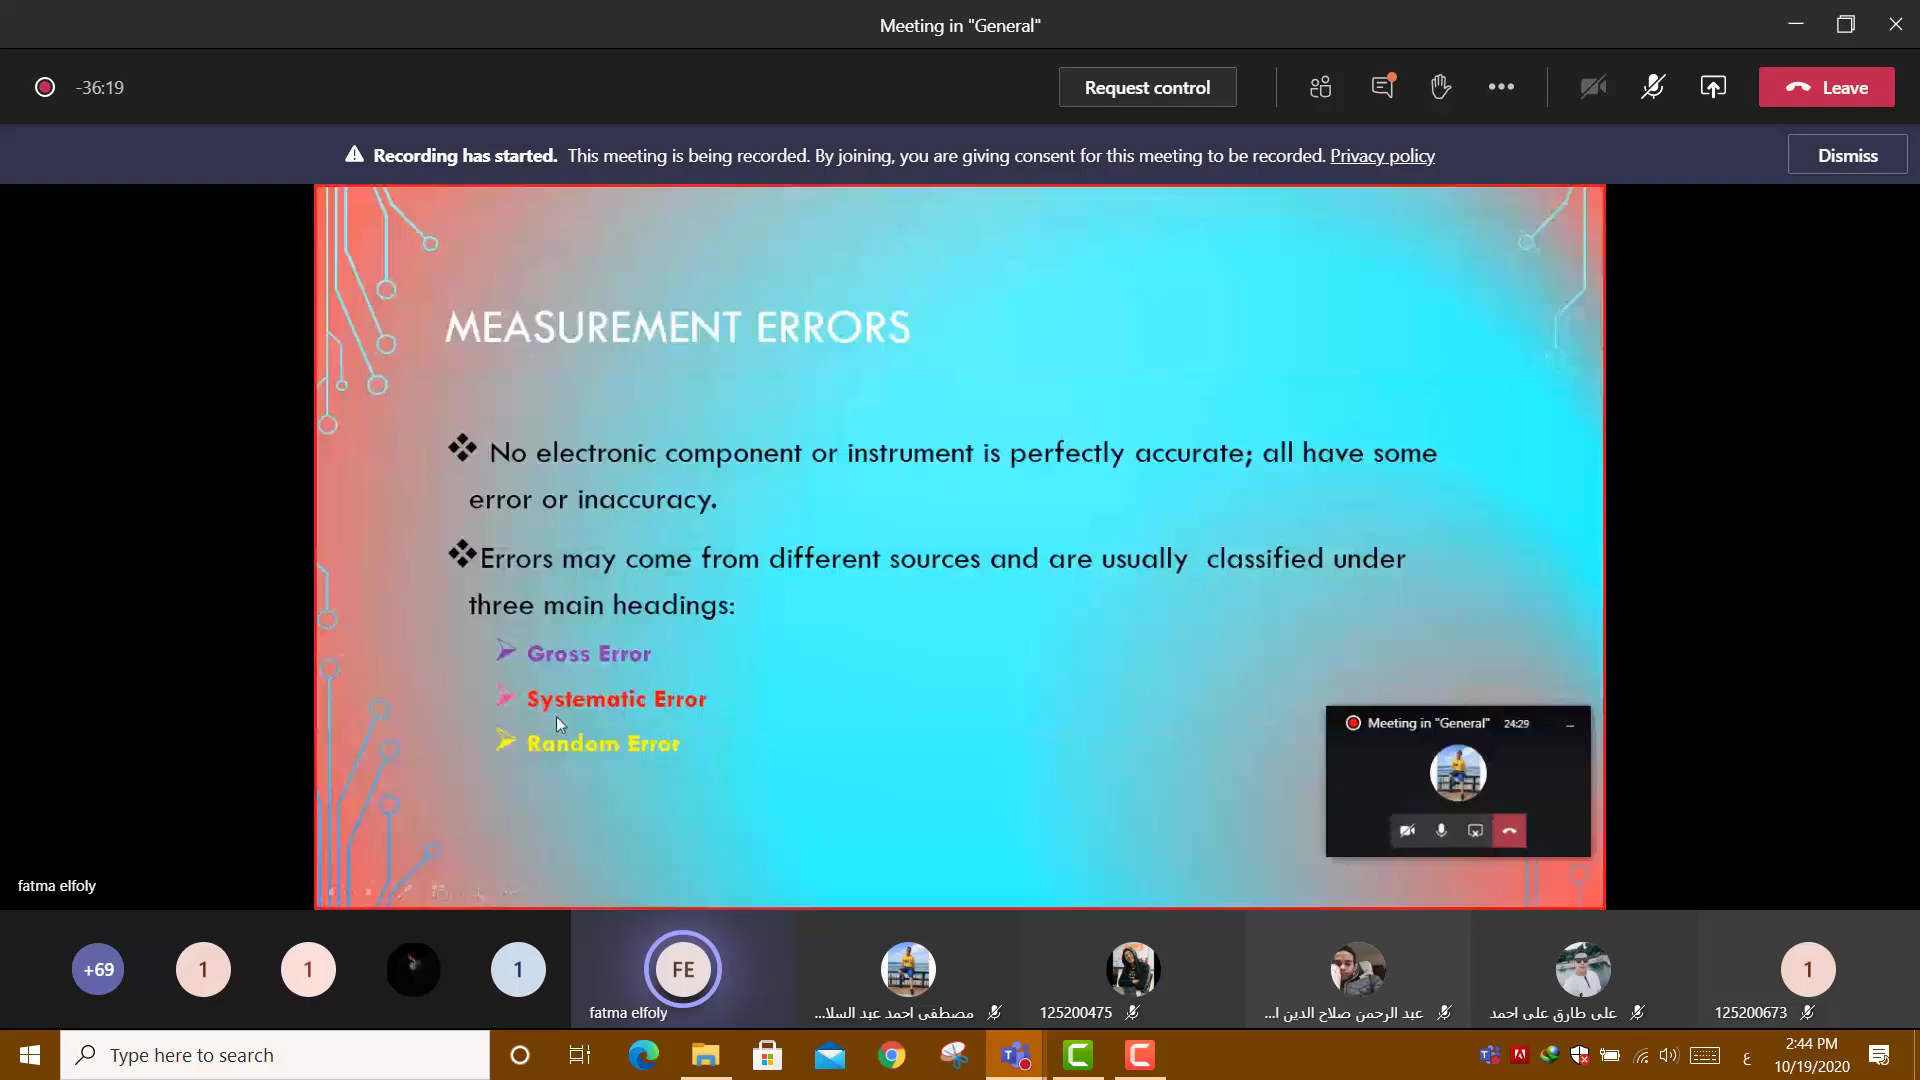 Meeting in "General"
-36:19
Request control
Leave
Recording has started. This meeting is being recorded. By joining, you are giving consent for this meeting to be recorded. Privacy policy
Dismiss
MEASUREMENT ERRORS
No electronic component or instrument is perfectly accurate; all have some
error or inaccuracy.
Errors may come from different sources and are usually classified under
three main headings:
Gross Error
Systematic Error
Random Error
Meeting in "General" 24:29
fatma elfoly
+69
1
1
1
FE
1
fatma elfoly
مصطفى احمد عبد السلا...
125200475
عبد الرحمن صلاح الدين ا...
على طارق على احمد
125200673
Type here to search
ع
2:44 PM
10/19/2020